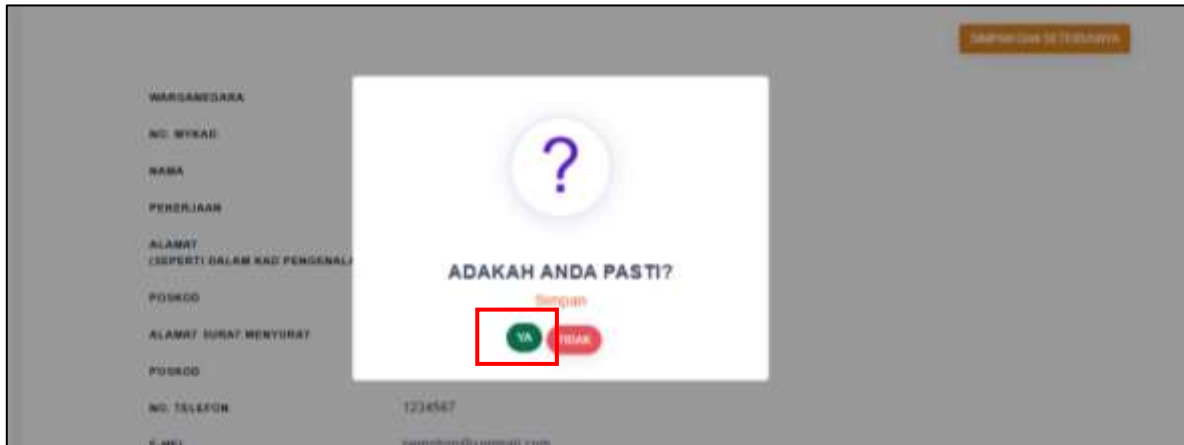 SIMPAN DAN SETERUSNYA
WARGANEGARA
NO. MYKAD
NAMA
PEKERJAAN
ALAMAT
(SEPERTI DALAM KAD
POSKOD
ALAMAT SURAT MENYURAT
POSKOD
NO. TELEFON 1234567
E-MEL
?
ADAKAH ANDA PASTI?
Simpan
YA TIDAK